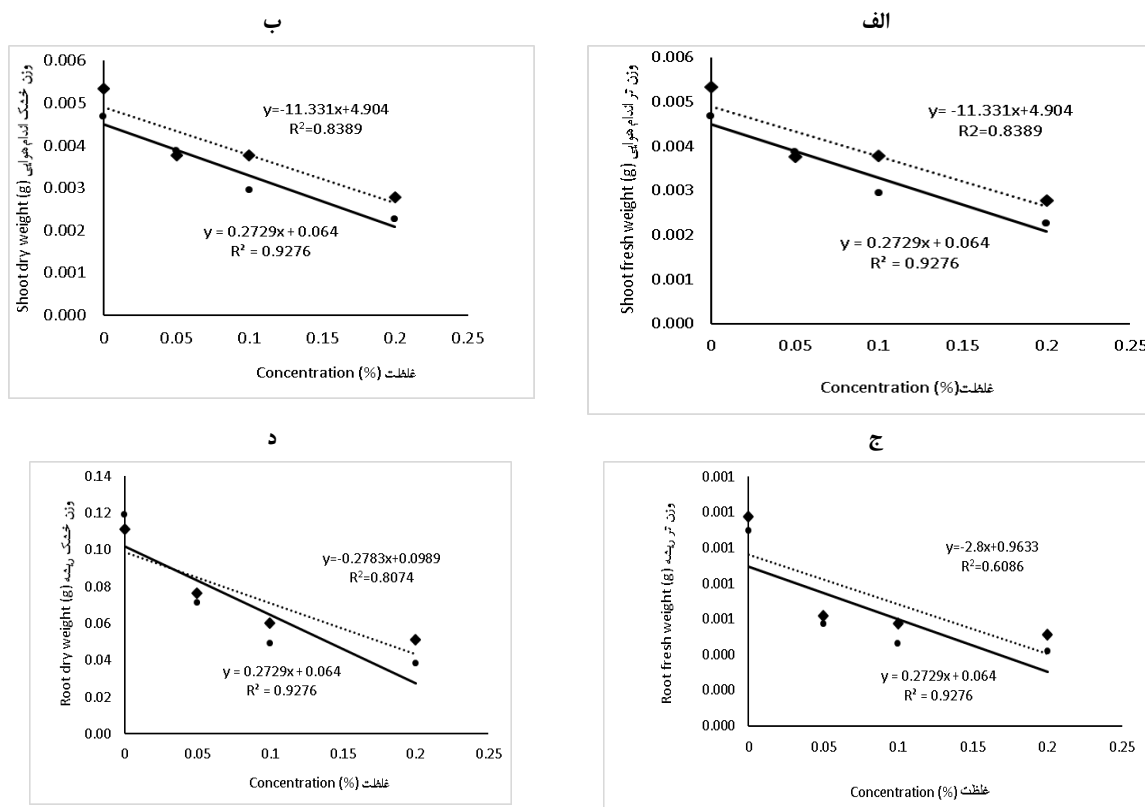 الف
0.006
0.005
0.004
0.003
0.002
0.001
0.000
Shoot fresh weight (g) وزن تر اندام هوایی
y= -11.331x+4.904
R2=0.8389
y = 0.2729x + 0.064
R² = 0.9276
0 0.05 0.1 0.15 0.2 0.25
Concentration (%)غلظت
ب
0.006
0.005
0.004
0.003
0.002
0.001
0.000
Shoot dry weight (g) وزن خشک اندام هوایی
y=-11.331x+4.904
R²=0.8389
y = 0.2729x + 0.064
R² = 0.9276
0 0.05 0.1 0.15 0.2 0.25
Concentration (%) غلظت
ج
0.001
0.001
0.001
0.001
0.001
0.000
0.000
0.000
Root fresh weight (g) وزن تر ریشه
y=-2.8x+0.9633
R²=0.6086
y = 0.2729x + 0.064
R² = 0.9276
0 0.05 0.1 0.15 0.2 0.25
Concentration (%) غلظت
د
0.14
0.12
0.10
0.08
0.06
0.04
0.02
0.00
Root dry weight (g) وزن خشک ریشه
y=-0.2783x+0.0989
R²=0.8074
y = 0.2729x + 0.064
R² = 0.9276
0 0.05 0.1 0.15 0.2 0.25
Concentration (%) غلظت